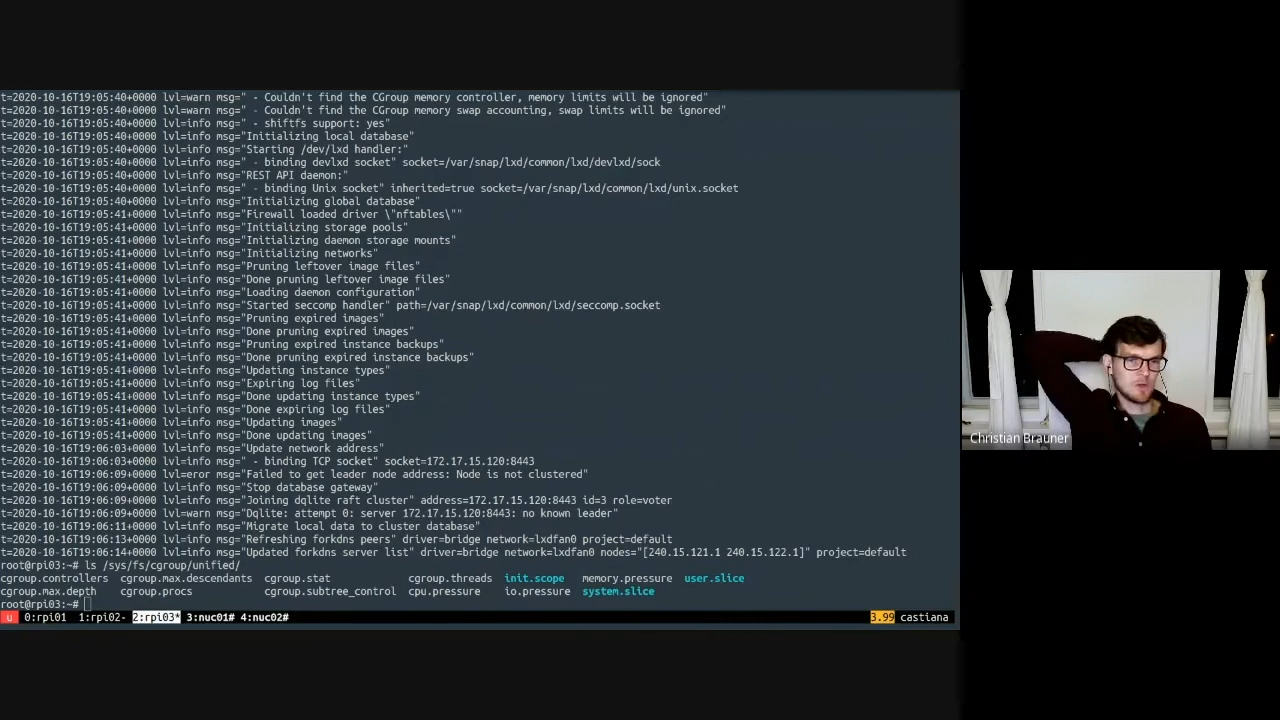 t=2020-10-16T19:05:40+0000 lvl=warn msg=" - Couldn't find the CGroup memory controller, memory limits will be ignored"
t=2020-10-16T19:05:40+0000 lvl=warn msg=" - Couldn't find the CGroup memory swap accounting, swap limits will be ignored"
t=2020-10-16T19:05:40+0000 lvl=info msg=" - shiftfs support: yes"
t=2020-10-16T19:05:40+0000 lvl=info msg="Initializing local database"
t=2020-10-16T19:05:40+0000 lvl=info msg="Starting /dev/lxd handler:"
t=2020-10-16T19:05:40+0000 lvl=info msg=" - binding devlxd socket" socket=/var/snap/lxd/common/lxd/devlxd/sock
t=2020-10-16T19:05:40+0000 lvl=info msg="REST API daemon:"
t=2020-10-16T19:05:40+0000 lvl=info msg=" - binding Unix socket" inherited=true socket=/var/snap/lxd/common/lxd/unix.socket
t=2020-10-16T19:05:40+0000 lvl=info msg="Initializing global database"
t=2020-10-16T19:05:41+0000 lvl=info msg="Firewall loaded driver \"nftables\""
t=2020-10-16T19:05:41+0000 lvl=info msg="Initializing storage pools"
t=2020-10-16T19:05:41+0000 lvl=info msg="Initializing daemon storage mounts"
t=2020-10-16T19:05:41+0000 lvl=info msg="Initializing networks"
t=2020-10-16T19:05:41+0000 lvl=info msg="Pruning leftover image files"
t=2020-10-16T19:05:41+0000 lvl=info msg="Done pruning leftover image files"
t=2020-10-16T19:05:41+0000 lvl=info msg="Loading daemon configuration"
t=2020-10-16T19:05:41+0000 lvl=info msg="Started seccomp handler" path=/var/snap/lxd/common/lxd/seccomp.socket
t=2020-10-16T19:05:41+0000 lvl=info msg="Pruning expired images"
t=2020-10-16T19:05:41+0000 lvl=info msg="Done pruning expired images"
t=2020-10-16T19:05:41+0000 lvl=info msg="Pruning expired instance backups"
t=2020-10-16T19:05:41+0000 lvl=info msg="Done pruning expired instance backups"
t=2020-10-16T19:05:41+0000 lvl=info msg="Updating instance types"
t=2020-10-16T19:05:41+0000 lvl=info msg="Expiring log files"
t=2020-10-16T19:05:41+0000 lvl=info msg="Done updating instance types"
t=2020-10-16T19:05:41+0000 lvl=info msg="Done expiring log files"
t=2020-10-16T19:05:41+0000 lvl=info msg="Updating images"
t=2020-10-16T19:05:41+0000 lvl=info msg="Done updating images"
t=2020-10-16T19:06:03+0000 lvl=info msg="Update network address"
t=2020-10-16T19:06:03+0000 lvl=info msg=" - binding TCP socket" socket=172.17.15.120:8443
t=2020-10-16T19:06:09+0000 lvl=eror msg="Failed to get leader node address: Node is not clustered"
t=2020-10-16T19:06:09+0000 lvl=info msg="Stop database gateway"
t=2020-10-16T19:06:09+0000 lvl=info msg="Joining dqlite raft cluster" address=172.17.15.120:8443 id=3 role=voter
t=2020-10-16T19:06:09+0000 lvl=warn msg="Dqlite: attempt 0: server 172.17.15.120:8443: no known leader"
t=2020-10-16T19:06:11+0000 lvl=info msg="Migrate local data to cluster database"
t=2020-10-16T19:06:13+0000 lvl=info msg="Refreshing forkdns peers" driver=bridge network=lxdfan0 project=default
t=2020-10-16T19:06:14+0000 lvl=info msg="Updated forkdns server list" driver=bridge network=lxdfan0 nodes="[240.15.121.1 240.15.122.1]" project=default
root@rpi03:~# ls /sys/fs/cgroup/unified/
cgroup.controllers cgroup.max.descendants cgroup.stat cgroup.threads init.scope memory.pressure user.slice
cgroup.max.depth cgroup.procs cgroup.subtree_control cpu.pressure io.pressure system.slice
root@rpi03:~#
u 0:rpi01 1:rpi02- 2:rpi03* 3:nuc01# 4:nuc02# 3.99 castiana
Christian Brauner